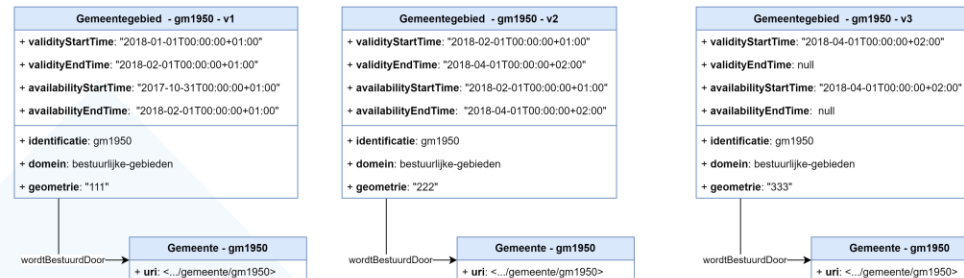 Gemeentegebied - gm1950 - v1
+ validityStartTime: "2018-01-01T00:00:00+01:00"
+ validityEndTime: "2018-02-01T00:00:00+01:00"
+ availabilityStartTime: "2017-10-31T00:00:00+01:00"
+ availabilityEndTime: "2018-02-01T00:00:00+01:00"
+ identificatie: gm1950
+ domein: bestuurlijke-gebieden
+ geometrie: "111"
wordtBestuurdDoor
Gemeente - gm1950
+ uri: <.../gemeente/gm1950>
Gemeentegebied - gm1950 - v2
+ validityStartTime: "2018-02-01T00:00:00+01:00"
+ validityEndTime: "2018-04-01T00:00:00+02:00"
+ availabilityStartTime: "2018-02-01T00:00:00+01:00"
+ availabilityEndTime: "2018-04-01T00:00:00+02:00"
+ identificatie: gm1950
+ domein: bestuurlijke-gebieden
+ geometrie: "222"
wordtBestuurdDoor
Gemeente - gm1950
+ uri: <.../gemeente/gm1950>
Gemeentegebied - gm1950 - v3
+ validityStartTime: "2018-04-01T00:00:00+02:00"
+ validityEndTime: null
+ availabilityStartTime: "2018-04-01T00:00:00+02:00"
+ availabilityEndTime: null
+ identificatie: gm1950
+ domein: bestuurlijke-gebieden
+ geometrie: "333"
wordtBestuurdDoor
Gemeente - gm1950
+ uri: <.../gemeente/gm1950>